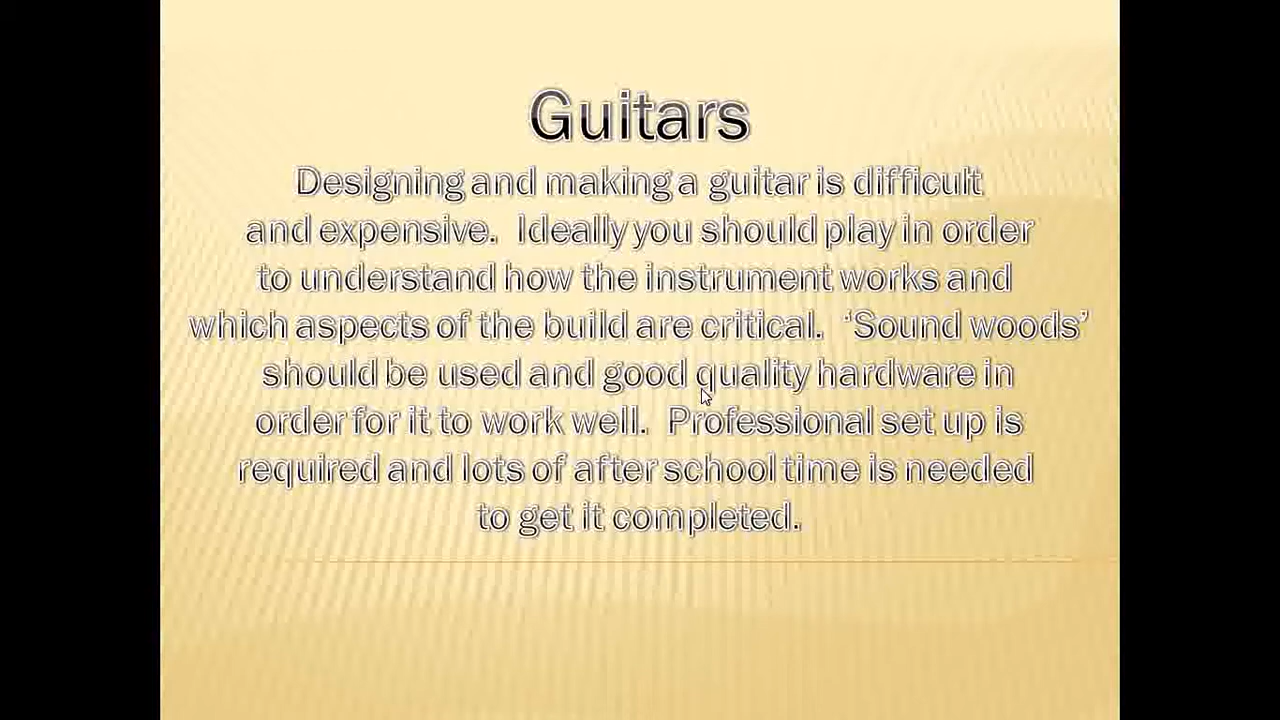 Guitars
Designing and making a guitar is difficult
and expensive.  Ideally you should play in order
to understand how the instrument works and
which aspects of the build are critical.  ‘Sound woods’
should be used and good quality hardware in
order for it to work well.  Professional set up is
required and lots of after school time is needed
to get it completed.